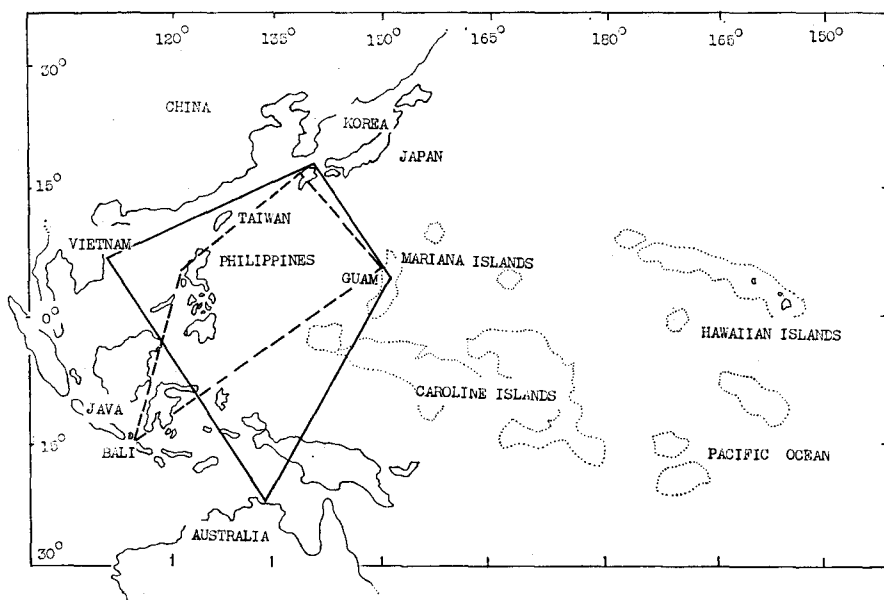 120° 135° 150° 165° 180° 165° 150°
30°
CHINA
KOREA
JAPAN
15°
TAIWAN
VIETNAM
PHILIPPINES
MARIANA ISLANDS
GUAM
0°
HAWAIIAN ISLANDS
CAROLINE ISLANDS
JAVA
BALI
15°
PACIFIC OCEAN
AUSTRALIA
30°